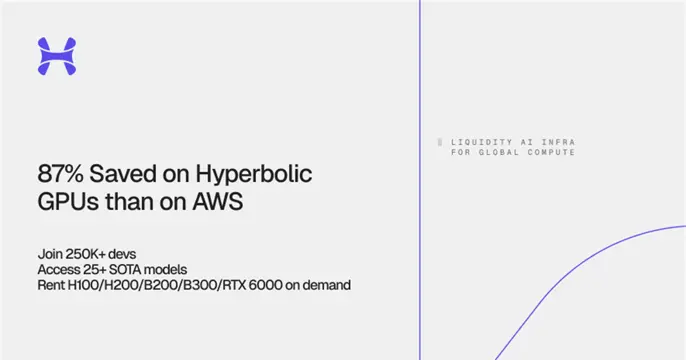 87% Saved on Hyperbolic
GPUs than on AWS
Join 250K+ devs
Access 25+ SOTA models
Rent H100/H200/B200/B300/RTX 6000 on demand
LIQUIDITY AI INFRA
FOR GLOBAL COMPUTE